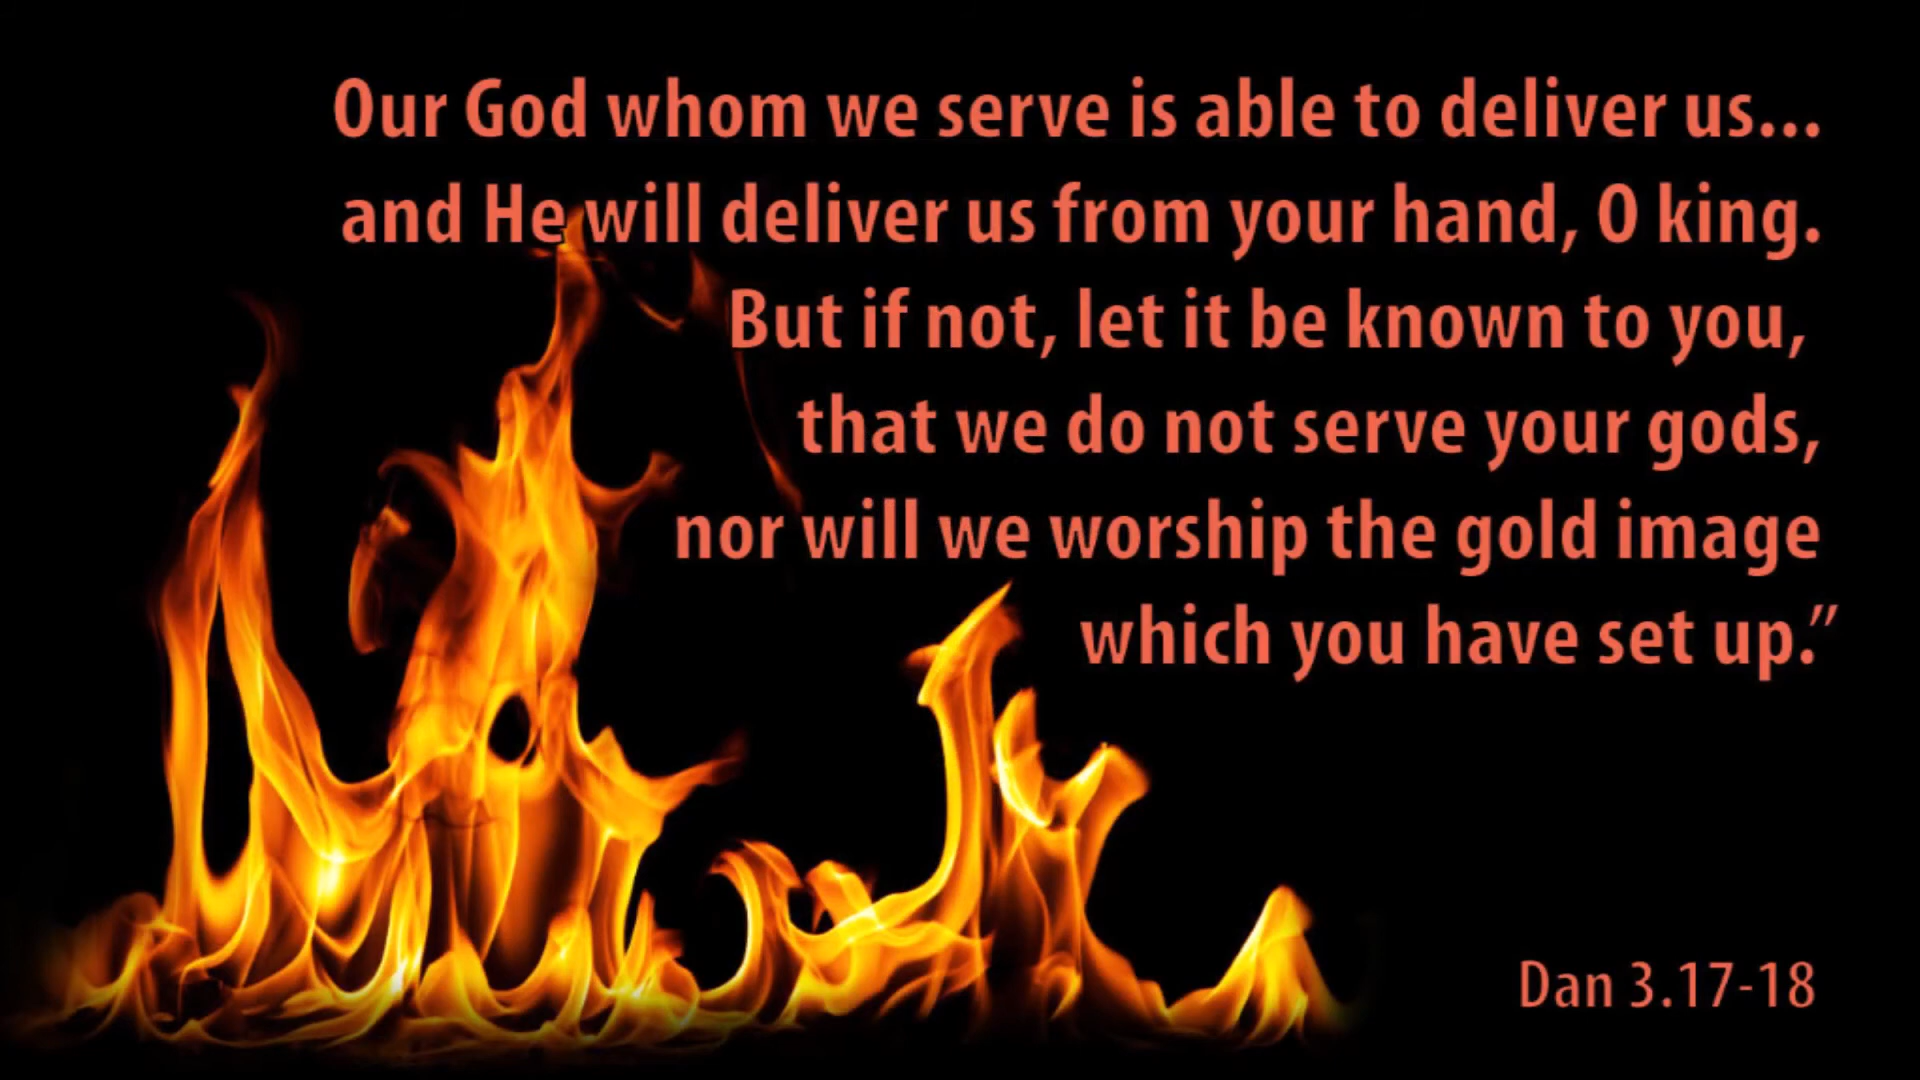 Our God whom we serve is able to deliver us...
and He will deliver us from your hand, O king.
But if not, let it be known to you,
that we do not serve your gods,
nor will we worship the gold image
which you have set up.”
Dan 3.17-18